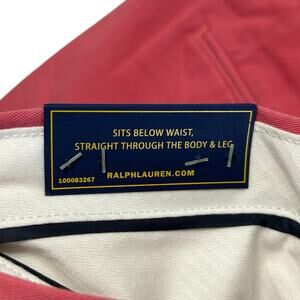 SITS BELOW WAIST,
STRAIGHT THROUGH THE BODY & LEG
RALPHLAUREN.COM
100083267